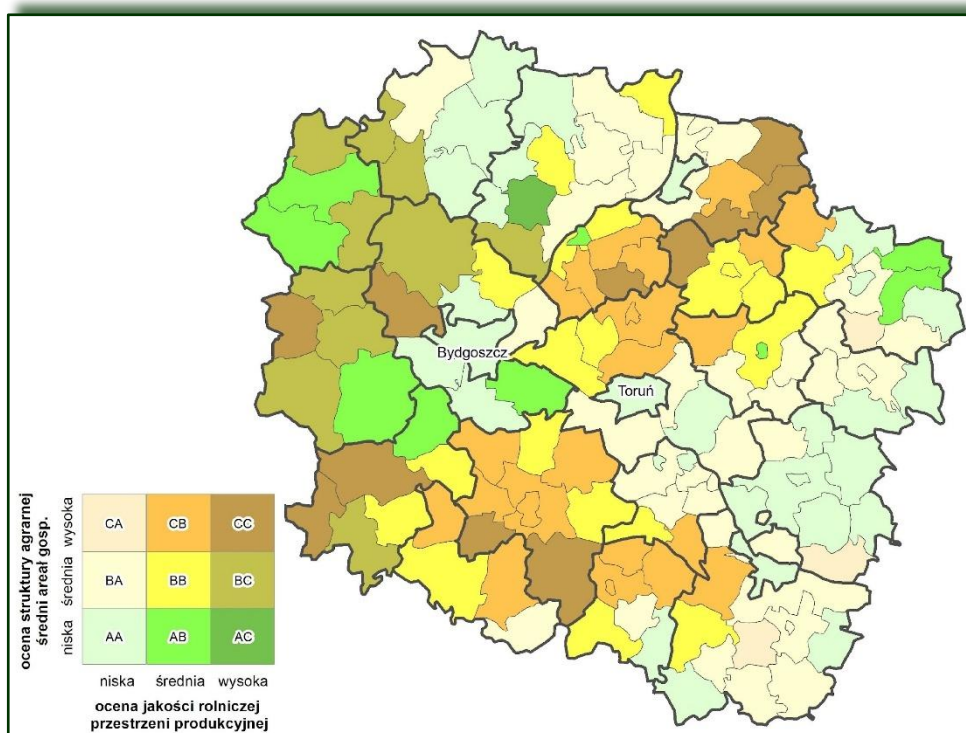 Bydgoszcz
Toruń
ocena struktury agrarnej
średni areał gosp.
wysoka
średnia
niska
CA CB CC
BA BB BC
AA AB AC
niska średnia wysoka
ocena jakości rolniczej
przestrzeni produkcyjnej